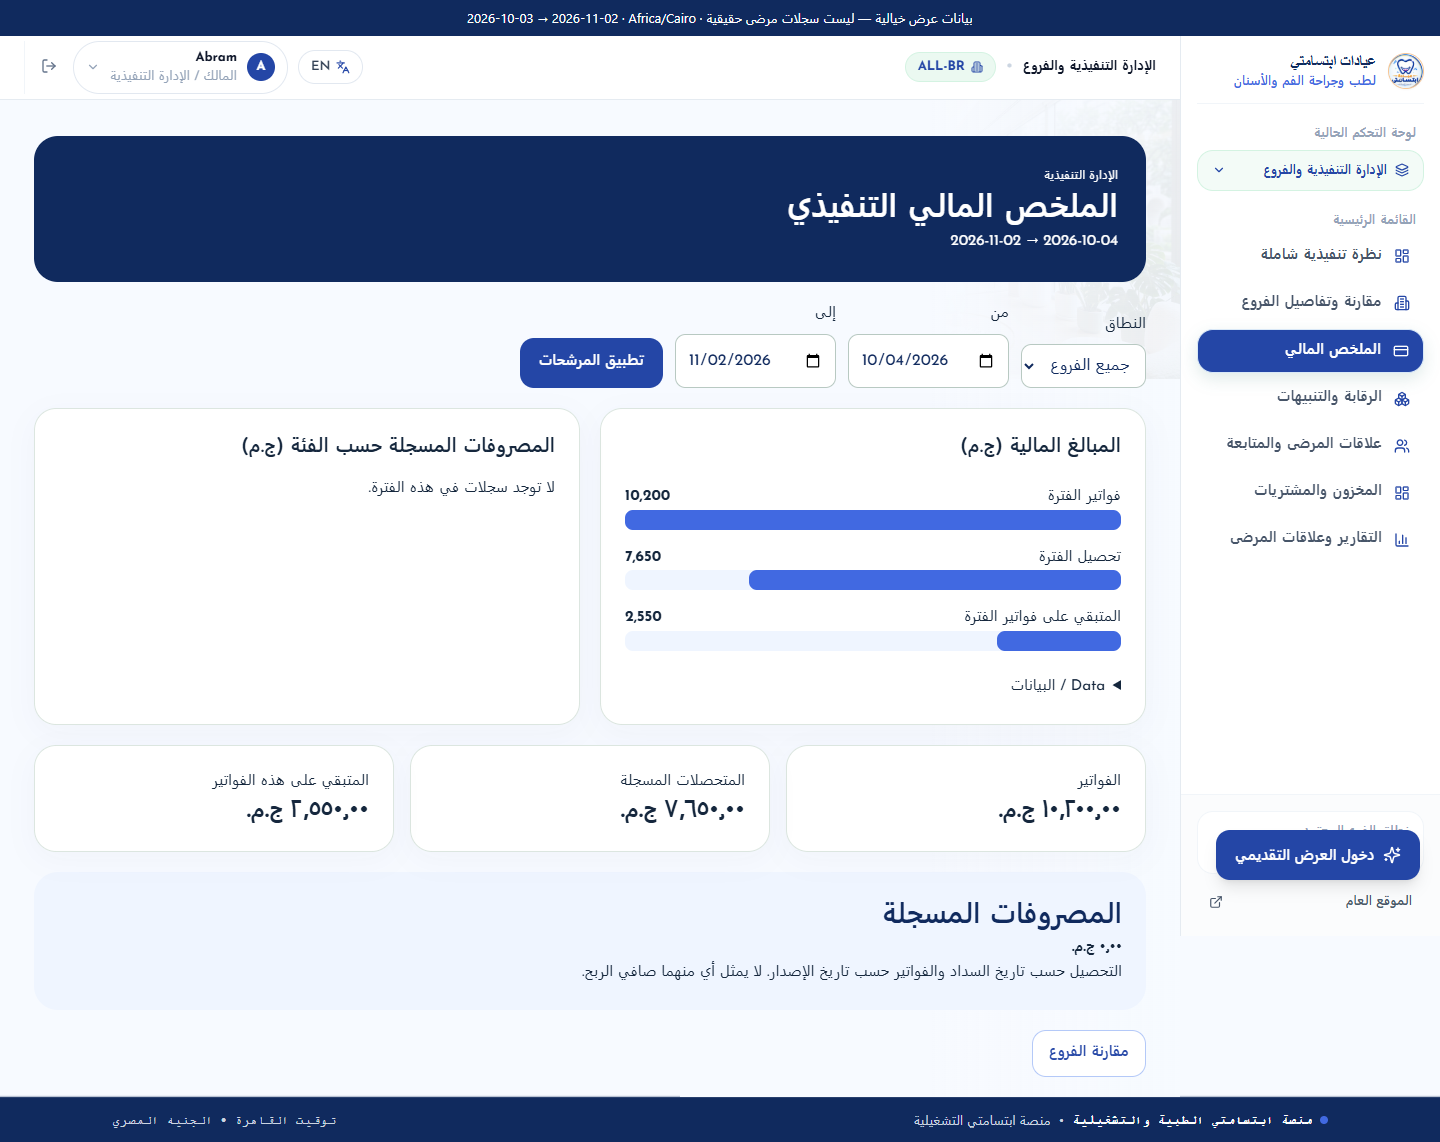 بيانات عرض خيالية — ليست سجلات مرضى حقيقية · Africa/Cairo · 2026-10-03 → 2026-11-02
عيادات ابتسامتي
لطب وجراحة الفم والأسنان
الإدارة التنفيذية والفروع • ALL-BR
EN
Abram
المالك / الإدارة التنفيذية
A
لوحة التحكم الحالية
الإدارة التنفيذية والفروع
القائمة الرئيسية
نظرة تنفيذية شاملة
مقارنة وتفاصيل الفروع
الملخص المالي
الرقابة والتنبيهات
علاقات المرضى والمتابعة
المخزون والمشتريات
التقارير وعلاقات المرضى
دخول العرض التقديمي
الموقع العام
الإدارة التنفيذية
الملخص المالي التنفيذي
2026-10-04 → 2026-11-02
النطاق
جميع الفروع
من
10/04/2026
إلى
11/02/2026
تطبيق المرشحات
المبالغ المالية (ج.م)
فواتير الفترة 10,200
تحصيل الفترة 7,650
المتبقي على فواتير الفترة 2,550
Data / البيانات
المصروفات المسجلة حسب الفئة (ج.م)
لا توجد سجلات في هذه الفترة.
الفواتير
١٠,٢٠٠٫٠٠ ج.م.
المتحصلات المسجلة
٧,٦٥٠٫٠٠ ج.م.
المتبقي على هذه الفواتير
٢,٥٥٠٫٠٠ ج.م.
المصروفات المسجلة
٠٫٠٠ ج.م.
التحصيل حسب تاريخ السداد والفواتير حسب تاريخ الإصدار. لا يمثل أي منهما صافي الربح.
مقارنة الفروع
منصة ابتسامتي الطبية والتشغيلية • منصة ابتسامتي التشغيلية
توقيت القاهرة • الجنيه المصري